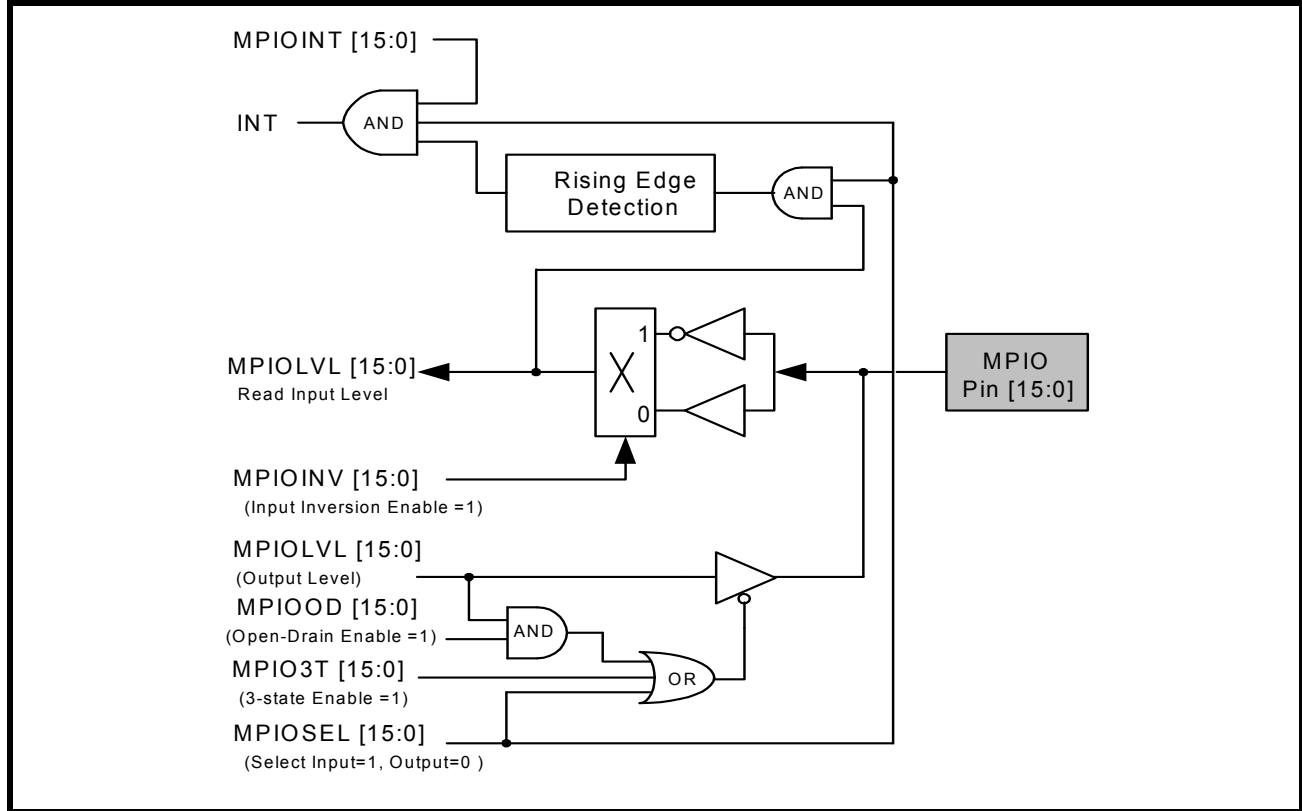 MPIOINT [15:0]
INT
AND
Rising Edge
Detection
AND
1
MPIOLVL [15:0]
Read Input Level
X
0
MPIO
Pin [15:0]
MPIOINV [15:0]
(Input Inversion Enable =1)
MPIOLVL [15:0]
(Output Level)
MPIOOD [15:0]
(Open-Drain Enable =1)
AND
MPIO3T [15:0]
(3-state Enable =1)
OR
MPIOSEL [15:0]
(Select Input=1, Output=0 )